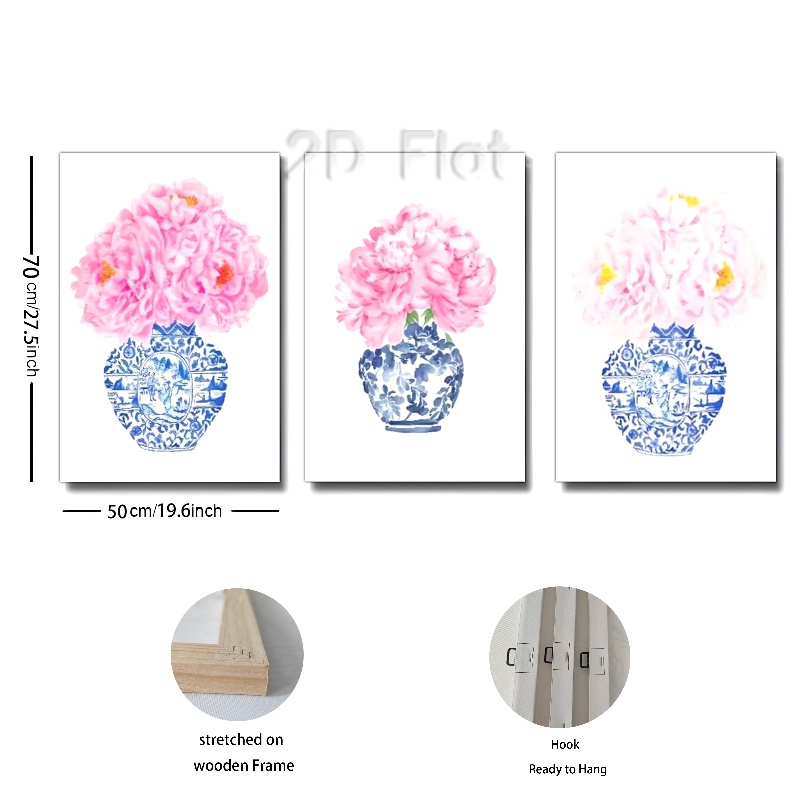 2D Flat
70 cm/27.5inch
50cm/19.6inch
stretched on
wooden Frame
Hook
Ready to Hang